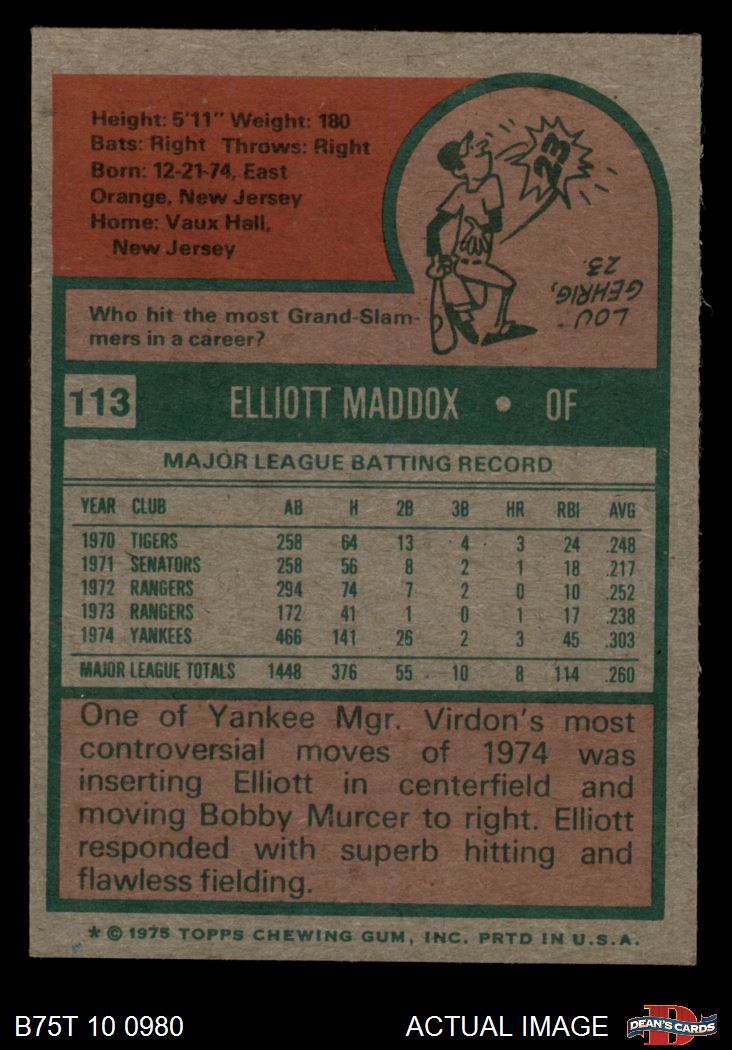 Height: 5'11" Weight: 180
Bats: Right Throws: Right
Born: 12-21-74, East
Orange, New Jersey
Home: Vaux Hall,
New Jersey
23
LOU
GEHRIG,
23.
Who hit the most Grand-Slam-
mers in a career?
113 ELLIOTT MADDOX • OF
MAJOR LEAGUE BATTING RECORD
YEAR CLUB AB H 2B 3B HR RBI AVG
1970 TIGERS 258 64 13 4 3 24 .248
1971 SENATORS 258 56 8 2 1 18 .217
1972 RANGERS 294 74 7 2 0 10 .252
1973 RANGERS 172 41 1 0 1 17 .238
1974 YANKEES 466 141 26 2 3 45 .303
MAJOR LEAGUE TOTALS 1448 376 55 10 8 114 .260
One of Yankee Mgr. Virdon's most
controversial moves of 1974 was
inserting Elliott in centerfield and
moving Bobby Murcer to right. Elliott
responded with superb hitting and
flawless fielding.
* © 1975 TOPPS CHEWING GUM, INC. PRTD IN U.S.A.
B75T 10 0980 ACTUAL IMAGE DEAN'S CARDS